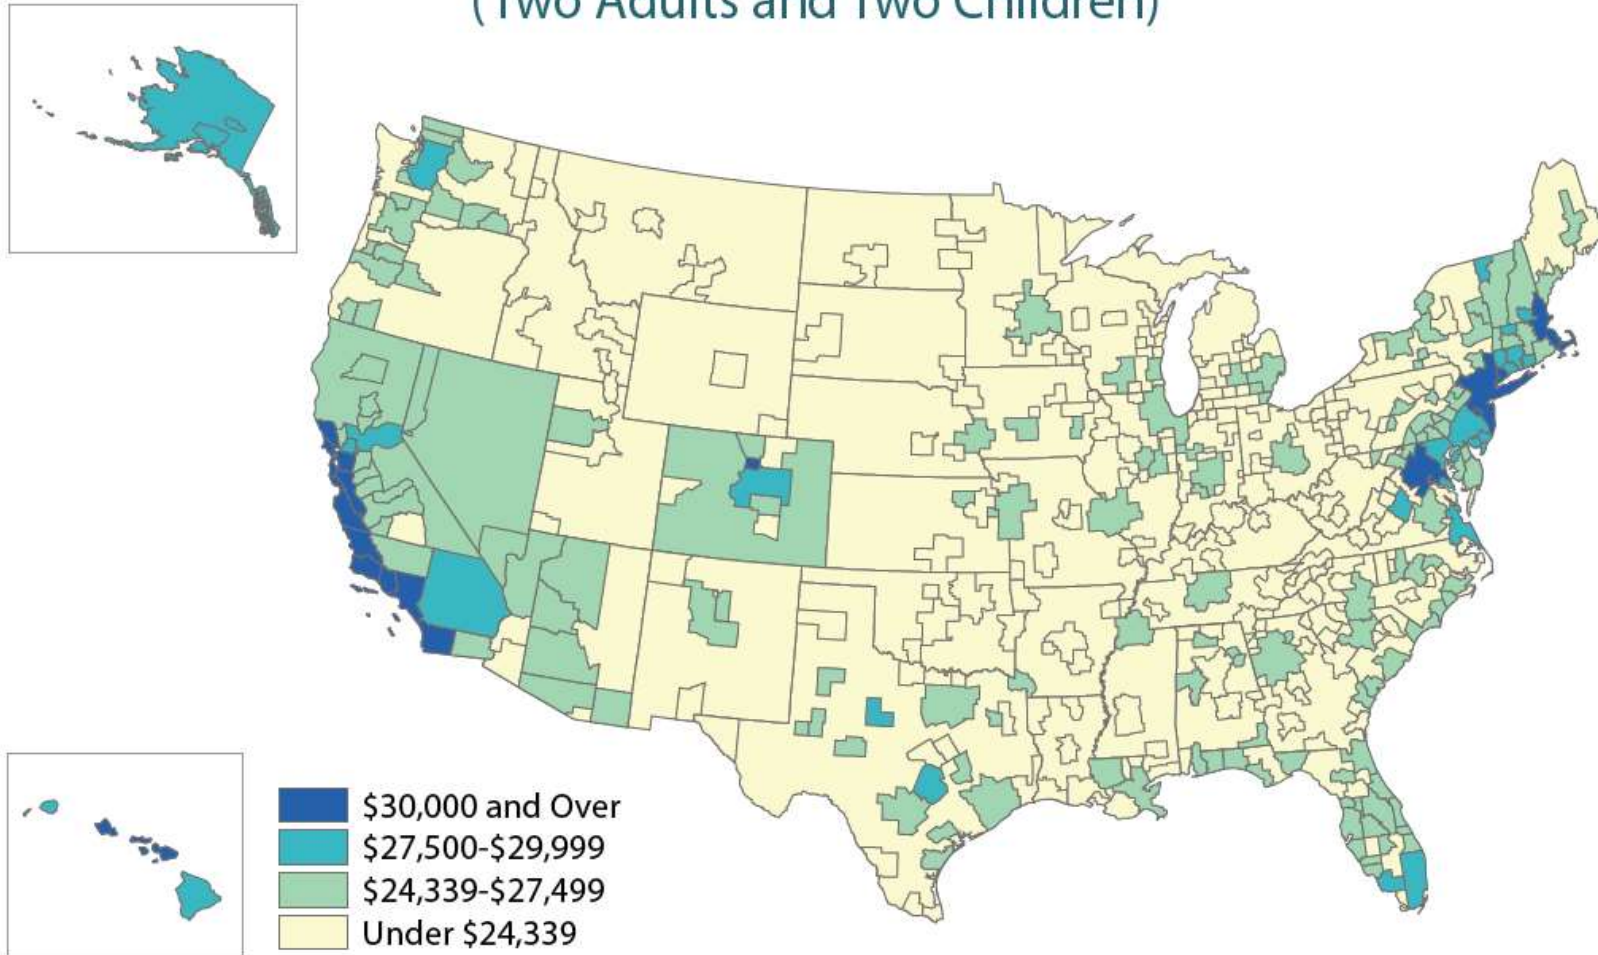 (Two Adults and Two Children)
$30,000 and Over
$27,500-$29,999
$24,339-$27,499
Under $24,339